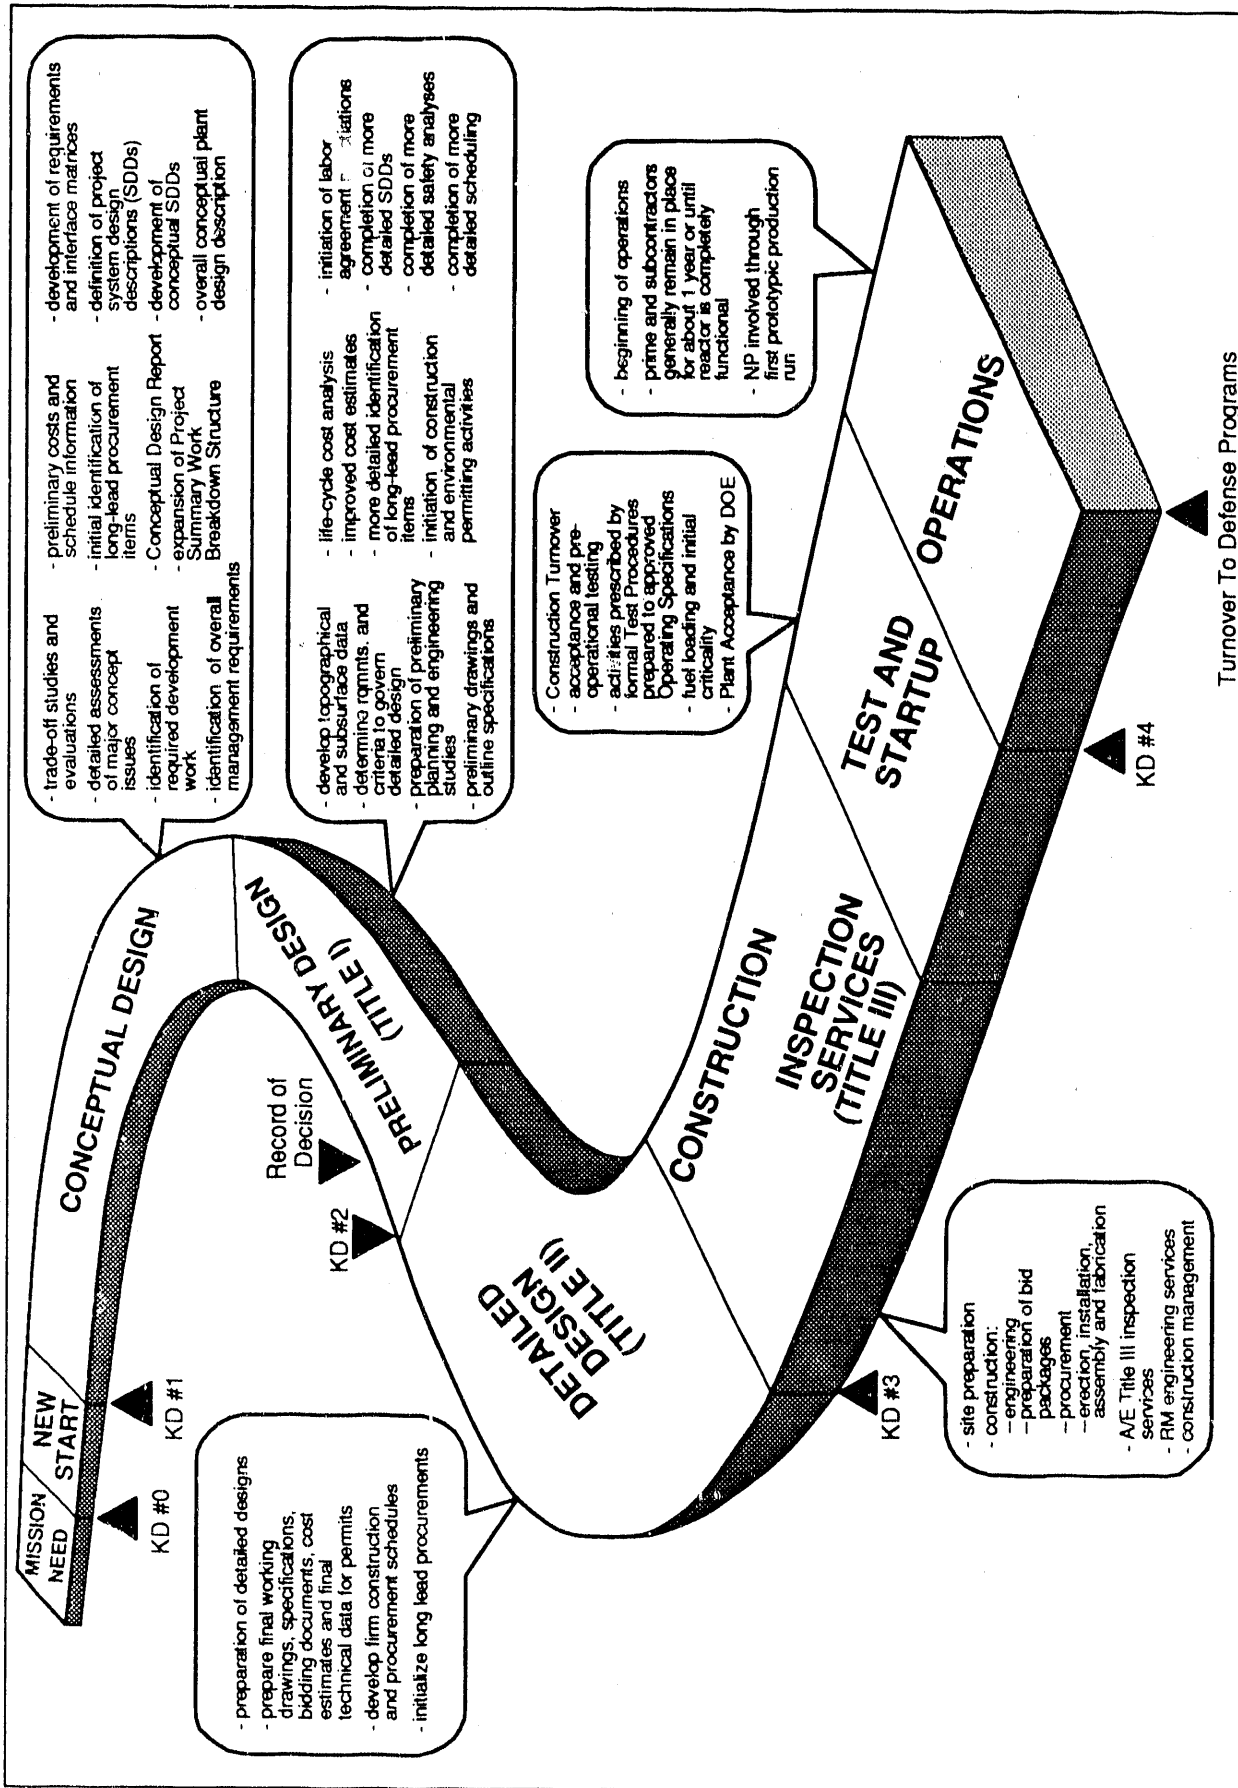 MISSION
NEED
NEW
START
CONCEPTUAL DESIGN
KD #0
KD #1
- trade-off studies and
evaluations
- detailed assessments
of major concept
issues
- identification of
required development
work
- identification of overall
management requirements
- preliminary costs and
schedule information
- initial identification of
long-lead procurement
items
- Conceptual Design Report
- expansion of Project
Summary Work
Breakdown Structure
- development of requirements
and interface matrices
- definition of project
system design
descriptions (SDDs)
- development of
conceptual SDDs
- overall conceptual plant
design description
PRELIMINARY DESIGN
(TITLE I)
Record of
Decision
KD #2
- develop topographical
and subsurface data
- determine rqmnts. and
criteria to govern
detailed design
- preparation of preliminary
planning and engineering
studies
- preliminary drawings and
outline specifications
- life-cycle cost analysis
- improved cost estimates
- more detailed identification
of long-lead procurement
items
- initiation of construction
and environmental
permitting activities
- initiation of labor
agreement
- completion of more
detailed SDDs
- completion of more
detailed safety analyses
- completion of more
detailed scheduling
DETAILED
DESIGN
(TITLE II)
- preparation of detailed designs
- prepare final working
drawings, specifications,
bidding documents, cost
estimates and final
technical data for permits
- develop firm construction
and procurement schedules
- initialize long lead procurements
KD #3
CONSTRUCTION
INSPECTION
SERVICES
(TITLE III)
- site preparation
- construction:
– engineering
– preparation of bid
packages
– procurement
– erection, installation,
assembly and fabrication
- A/E Title III inspection
services
- RM engineering services
- construction management
TEST AND
STARTUP
KD #4
- Construction Turnover
- acceptance and pre-
operational testing
- activities prescribed by
formal Test Procedures
prepared to approved
Operating Specifications
- fuel loading and initial
criticality
- Plant Acceptance by DOE
OPERATIONS
- beginning of operations
- prime and subcontractors
generally remain in place
for about 1 year or until
reactor is completely
functional
- NP involved through
first prototypic production
run
Turnover To Defense Programs